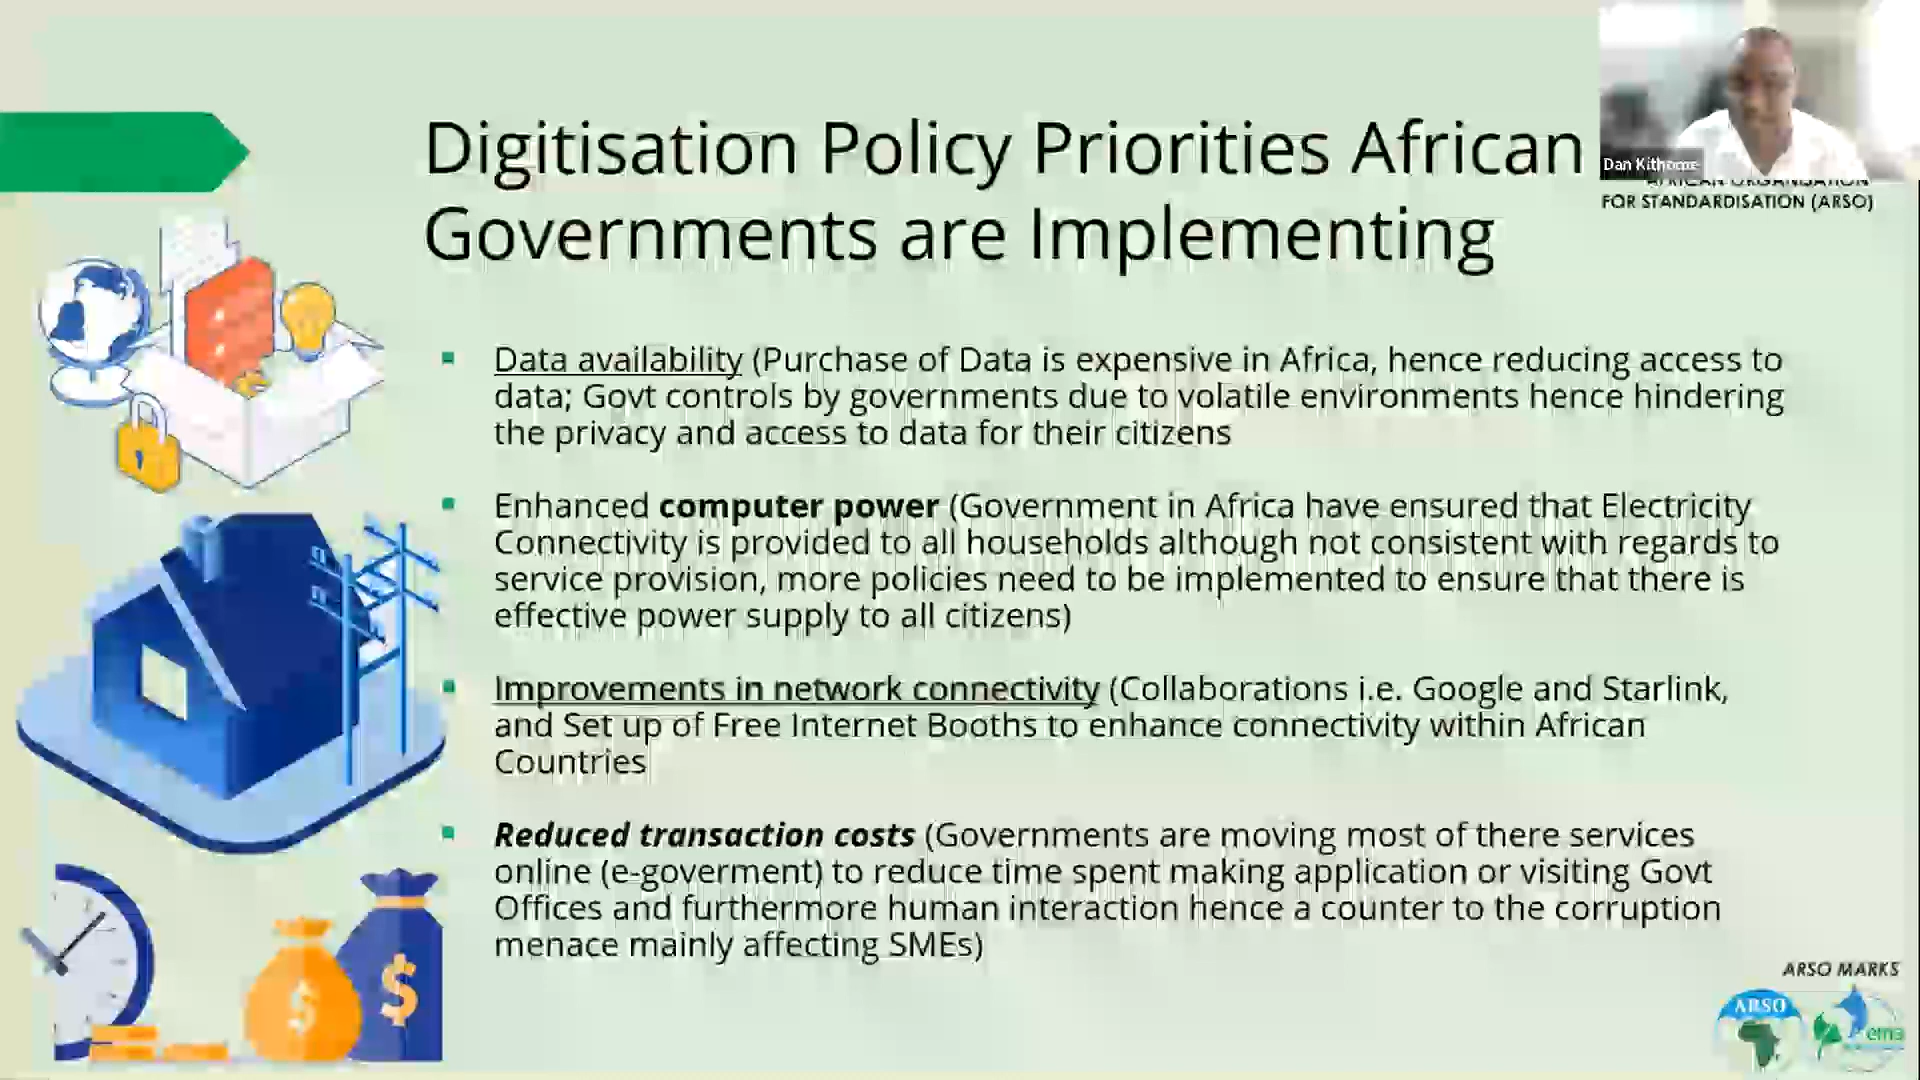 Digitisation Policy Priorities African
Governments are Implementing
Dan Kithome
AFRICAN ORGANISATION
FOR STANDARDISATION (ARSO)
Data availability (Purchase of Data is expensive in Africa, hence reducing access to
data; Govt controls by governments due to volatile environments hence hindering
the privacy and access to data for their citizens
Enhanced computer power (Government in Africa have ensured that Electricity
Connectivity is provided to all households although not consistent with regards to
service provision, more policies need to be implemented to ensure that there is
effective power supply to all citizens)
Improvements in network connectivity (Collaborations i.e. Google and Starlink,
and Set up of Free Internet Booths to enhance connectivity within African
Countries
Reduced transaction costs (Governments are moving most of there services
online (e-goverment) to reduce time spent making application or visiting Govt
Offices and furthermore human interaction hence a counter to the corruption
menace mainly affecting SMEs)
$ $
ARSO MARKS
ARSO